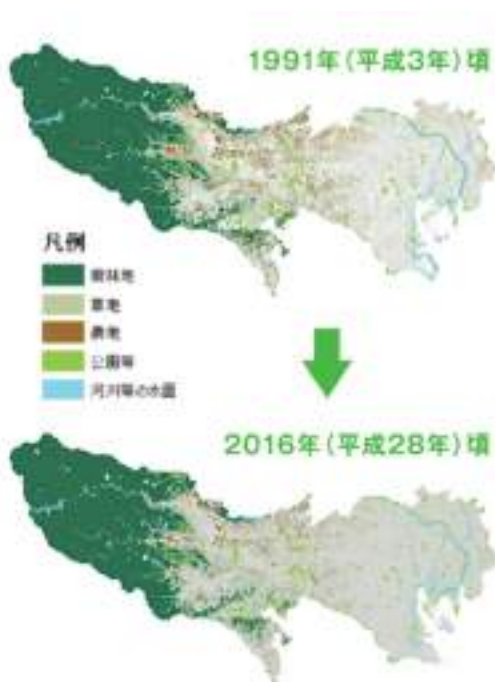 1991年(平成3年)頃
凡例
樹林地
草地
農地
公園等
河川等の水面
2016年(平成28年)頃